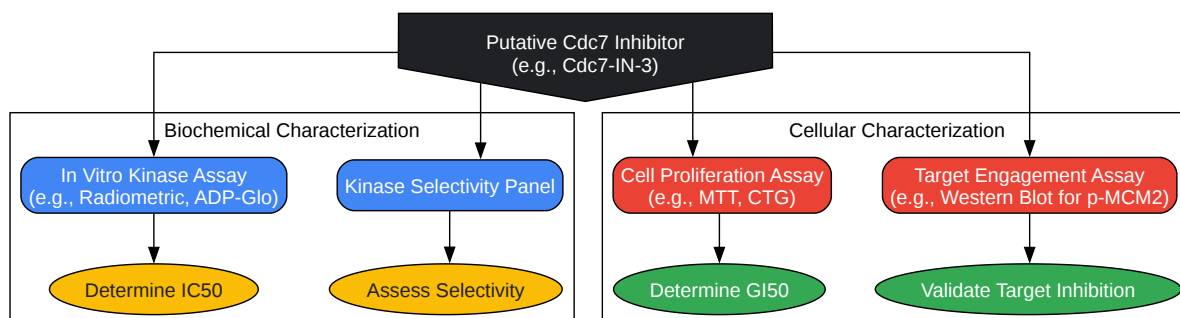 Putative Cdc7 Inhibitor
(e.g., Cdc7-IN-3)
Biochemical Characterization
Cellular Characterization
In Vitro Kinase Assay
(e.g., Radiometric, ADP-Glo)
Kinase Selectivity Panel
Cell Proliferation Assay
(e.g., MTT, CTG)
Target Engagement Assay
(e.g., Western Blot for p-MCM2)
Determine IC50
Assess Selectivity
Determine GI50
Validate Target Inhibition